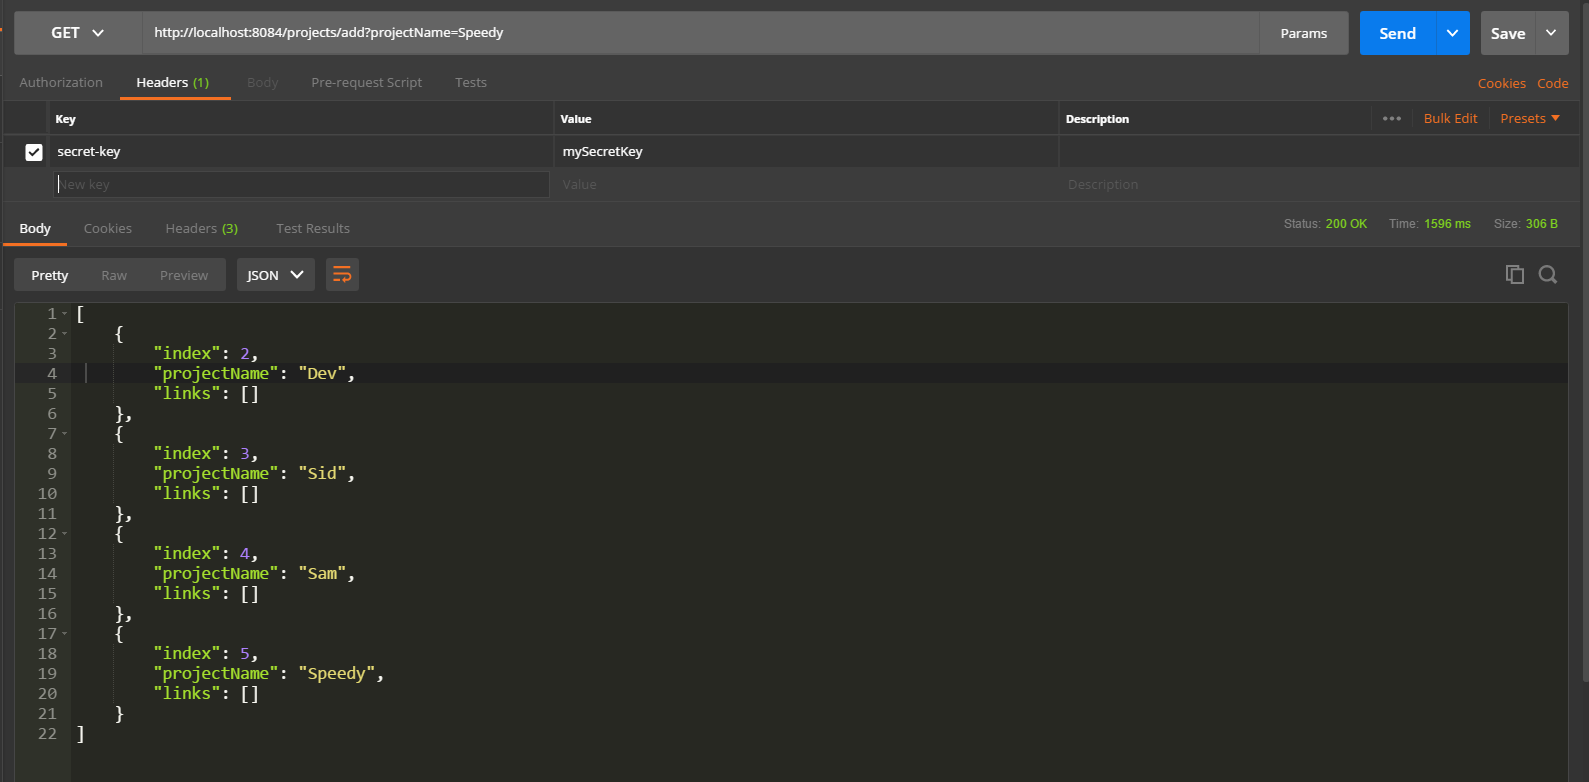 GET http://localhost:8084/projects/add?projectName=Speedy Params Send Save
Authorization Headers (1) Body Pre-request Script Tests Cookies Code
Key Value Description ••• Bulk Edit Presets
secret-key mySecretKey
New key Value Description
Body Cookies Headers (3) Test Results Status: 200 OK Time: 1596 ms Size: 306 B
Pretty Raw Preview JSON
1 [
2 {
3 "index": 2,
4 "projectName": "Dev",
5 "links": []
6 },
7 {
8 "index": 3,
9 "projectName": "Sid",
10 "links": []
11 },
12 {
13 "index": 4,
14 "projectName": "Sam",
15 "links": []
16 },
17 {
18 "index": 5,
19 "projectName": "Speedy",
20 "links": []
21 }
22 ]